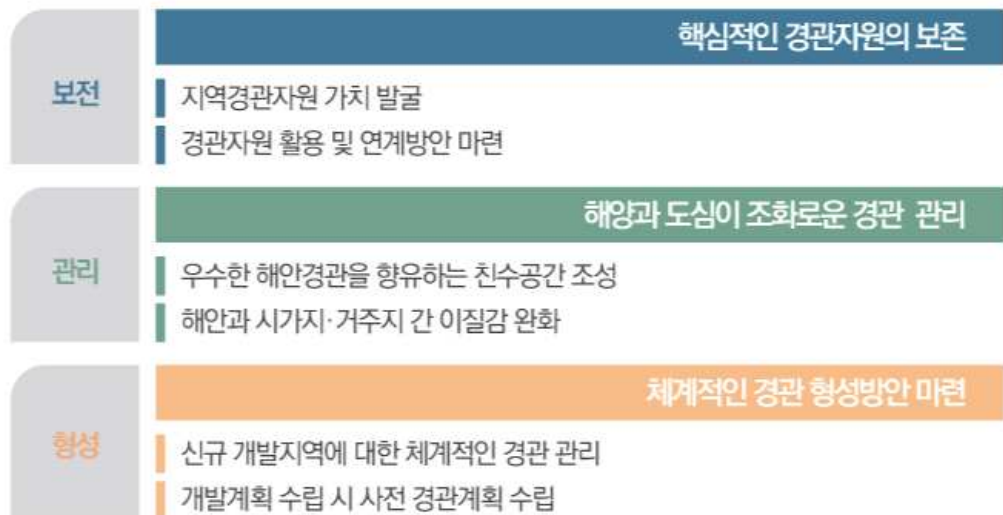 보전
핵심적인 경관자원의 보존
지역경관자원 가치 발굴
경관자원 활용 및 연계방안 마련
관리
해양과 도심이 조화로운 경관 관리
우수한 해안경관을 향유하는 친수공간 조성
해안과 시가지·거주지 간 이질감 완화
형성
체계적인 경관 형성방안 마련
신규 개발지역에 대한 체계적인 경관 관리
개발계획 수립 시 사전 경관계획 수립